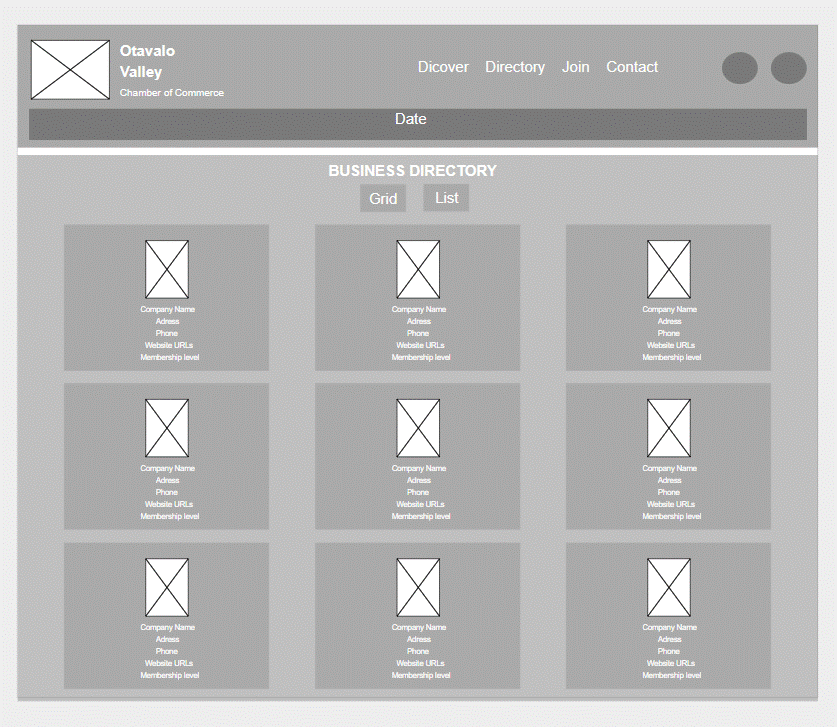 Otavalo
Valley
Chamber of Commerce
Dicover Directory Join Contact
Date
BUSINESS DIRECTORY
Grid List
Company Name Company Name Company Name
Adress Adress Adress
Phone Phone Phone
Website URLs Website URLs Website URLs
Membership level Membership level Membership level
Company Name Company Name Company Name
Adress Adress Adress
Phone Phone Phone
Website URLs Website URLs Website URLs
Membership level Membership level Membership level
Company Name Company Name Company Name
Adress Adress Adress
Phone Phone Phone
Website URLs Website URLs Website URLs
Membership level Membership level Membership level